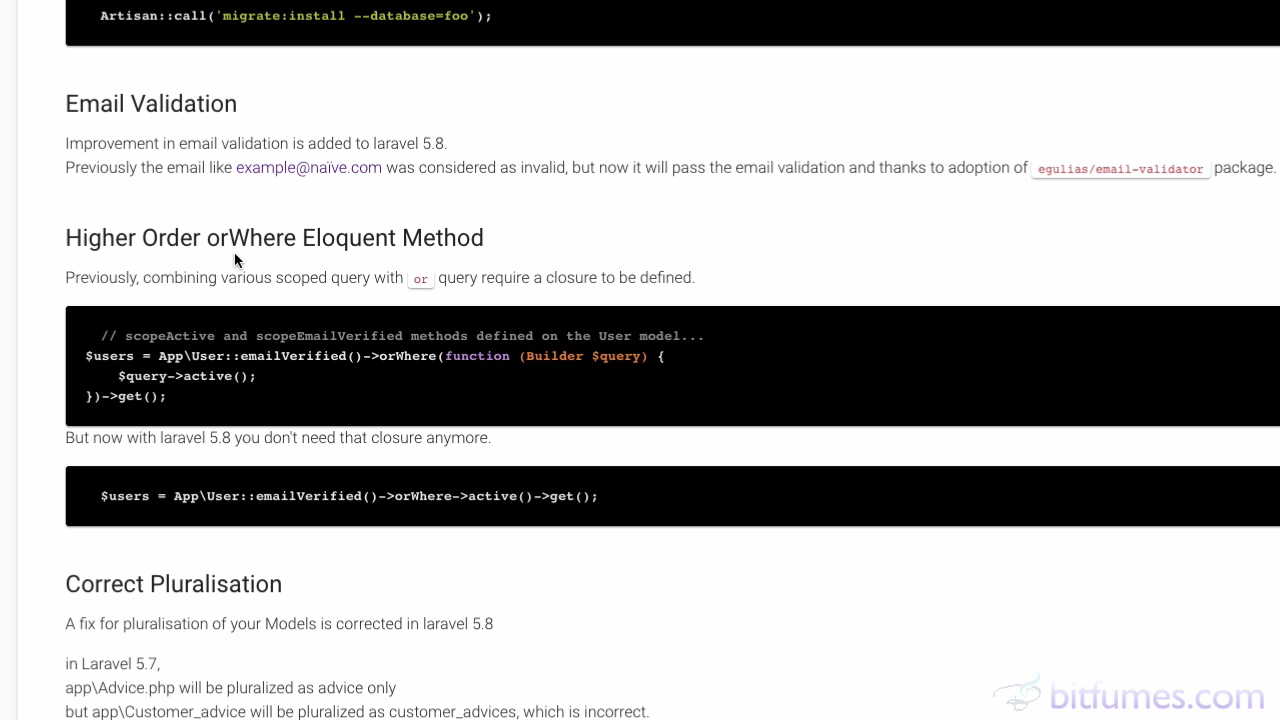 Artisan::call('migrate:install --database=foo');
Email Validation
Improvement in email validation is added to laravel 5.8.
Previously the email like example@naïve.com was considered as invalid, but now it will pass the email validation and thanks to adoption of egulias/email-validator package.
Higher Order orWhere Eloquent Method
Previously, combining various scoped query with or query require a closure to be defined.
// scopeActive and scopeEmailVerified methods defined on the User model...
$users = App\User::emailVerified()->orWhere(function (Builder $query) {
$query->active();
})->get();
But now with laravel 5.8 you don't need that closure anymore.
$users = App\User::emailVerified()->orWhere->active()->get();
Correct Pluralisation
A fix for pluralisation of your Models is corrected in laravel 5.8
in Laravel 5.7,
app\Advice.php will be pluralized as advice only
but app\Customer_advice will be pluralized as customer_advices, which is incorrect.
bitfumes.com